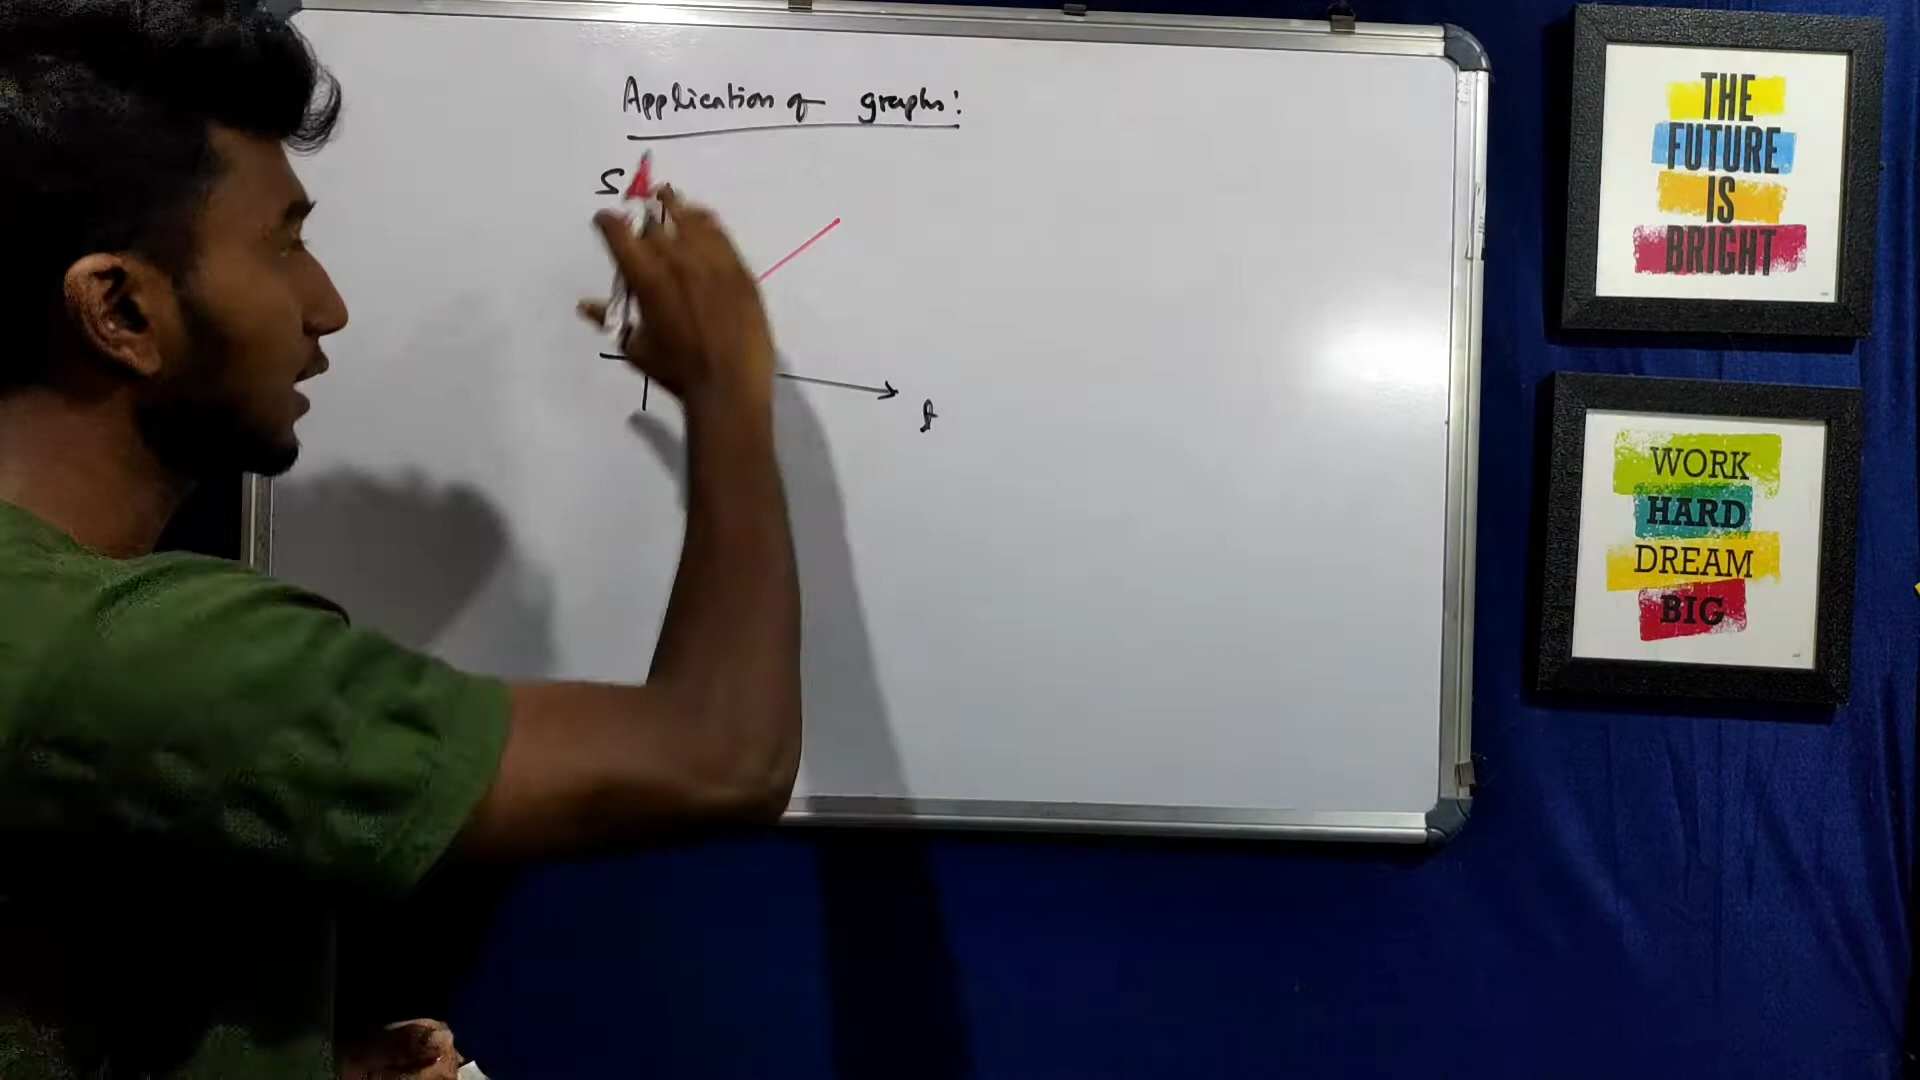 Application of graphs:
S
t
THE
FUTURE
IS
BRIGHT
WORK
HARD
DREAM
BIG